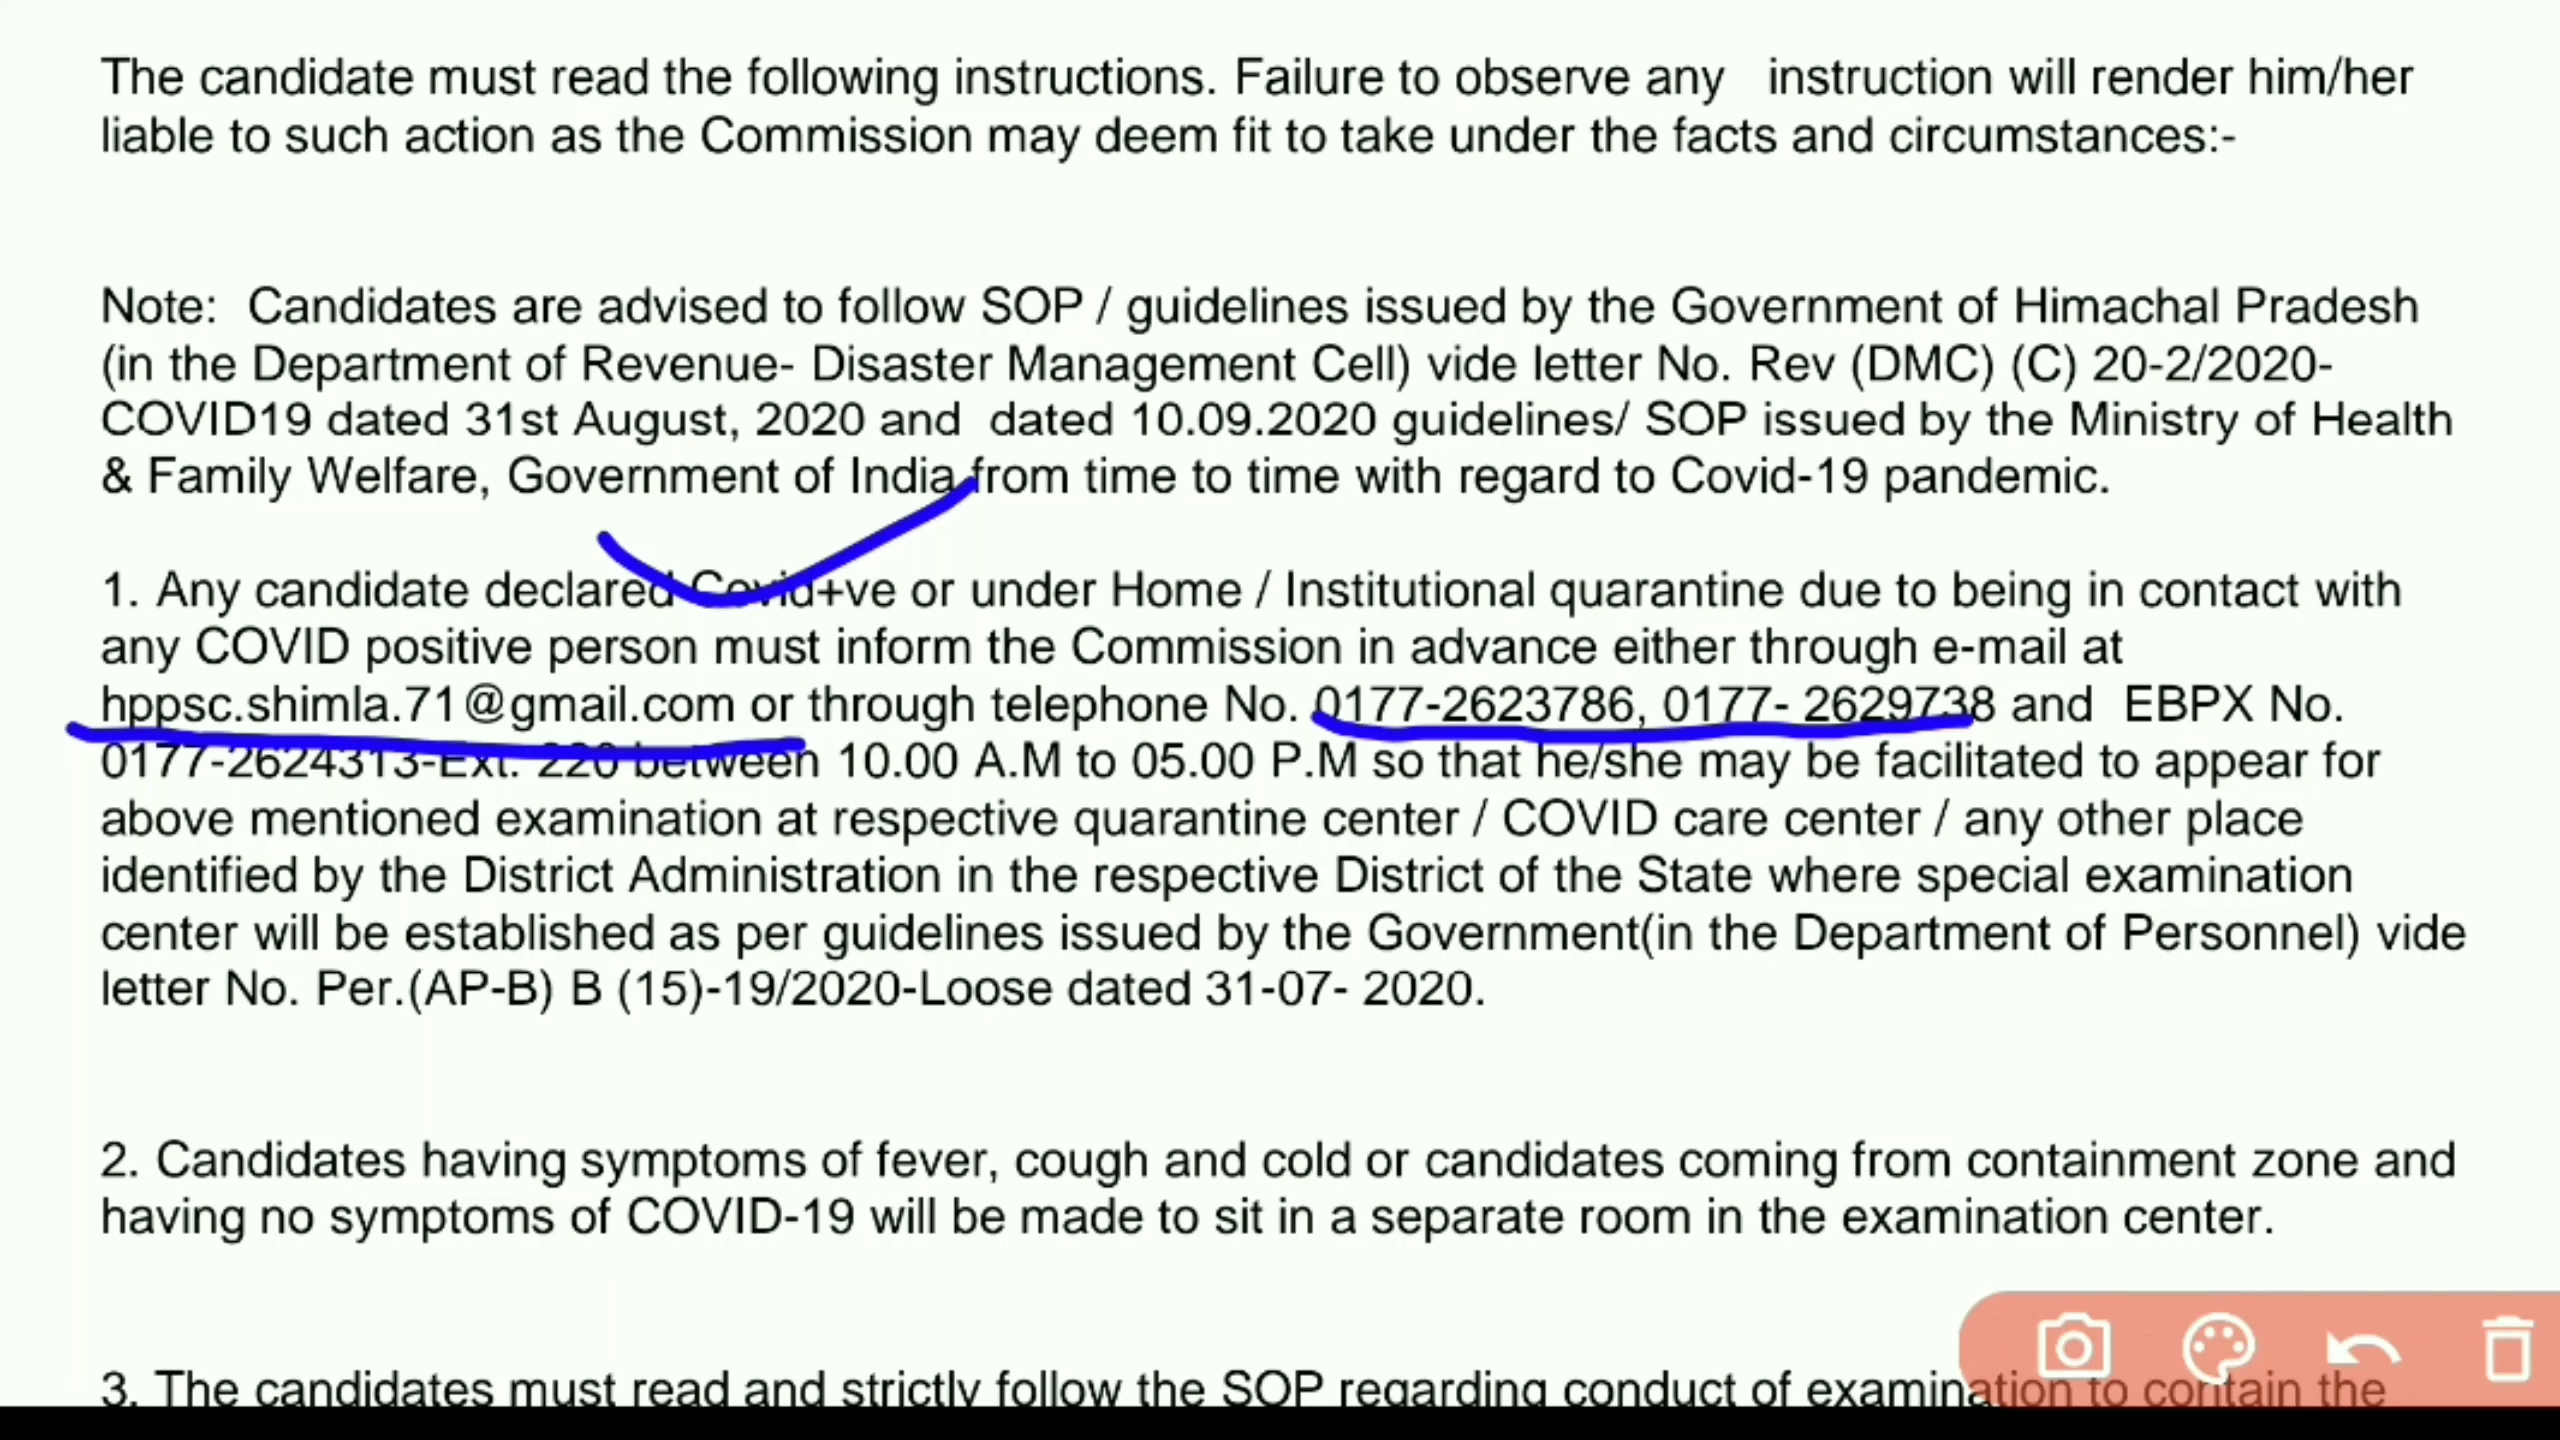 The candidate must read the following instructions. Failure to observe any instruction will render him/her
liable to such action as the Commission may deem fit to take under the facts and circumstances:-
Note: Candidates are advised to follow SOP / guidelines issued by the Government of Himachal Pradesh
(in the Department of Revenue- Disaster Management Cell) vide letter No. Rev (DMC) (C) 20-2/2020-
COVID19 dated 31st August, 2020 and dated 10.09.2020 guidelines/ SOP issued by the Ministry of Health
& Family Welfare, Government of India from time to time with regard to Covid-19 pandemic.
1. Any candidate declared Covid+ve or under Home / Institutional quarantine due to being in contact with
any COVID positive person must inform the Commission in advance either through e-mail at
hppsc.shimla.71@gmail.com or through telephone No. 0177-2623786, 0177- 2629738 and EBPX No.
0177-2624313-Ext. 220 between 10.00 A.M to 05.00 P.M so that he/she may be facilitated to appear for
above mentioned examination at respective quarantine center / COVID care center / any other place
identified by the District Administration in the respective District of the State where special examination
center will be established as per guidelines issued by the Government(in the Department of Personnel) vide
letter No. Per.(AP-B) B (15)-19/2020-Loose dated 31-07- 2020.
2. Candidates having symptoms of fever, cough and cold or candidates coming from containment zone and
having no symptoms of COVID-19 will be made to sit in a separate room in the examination center.
3. The candidates must read and strictly follow the SOP regarding conduct of examination to contain the